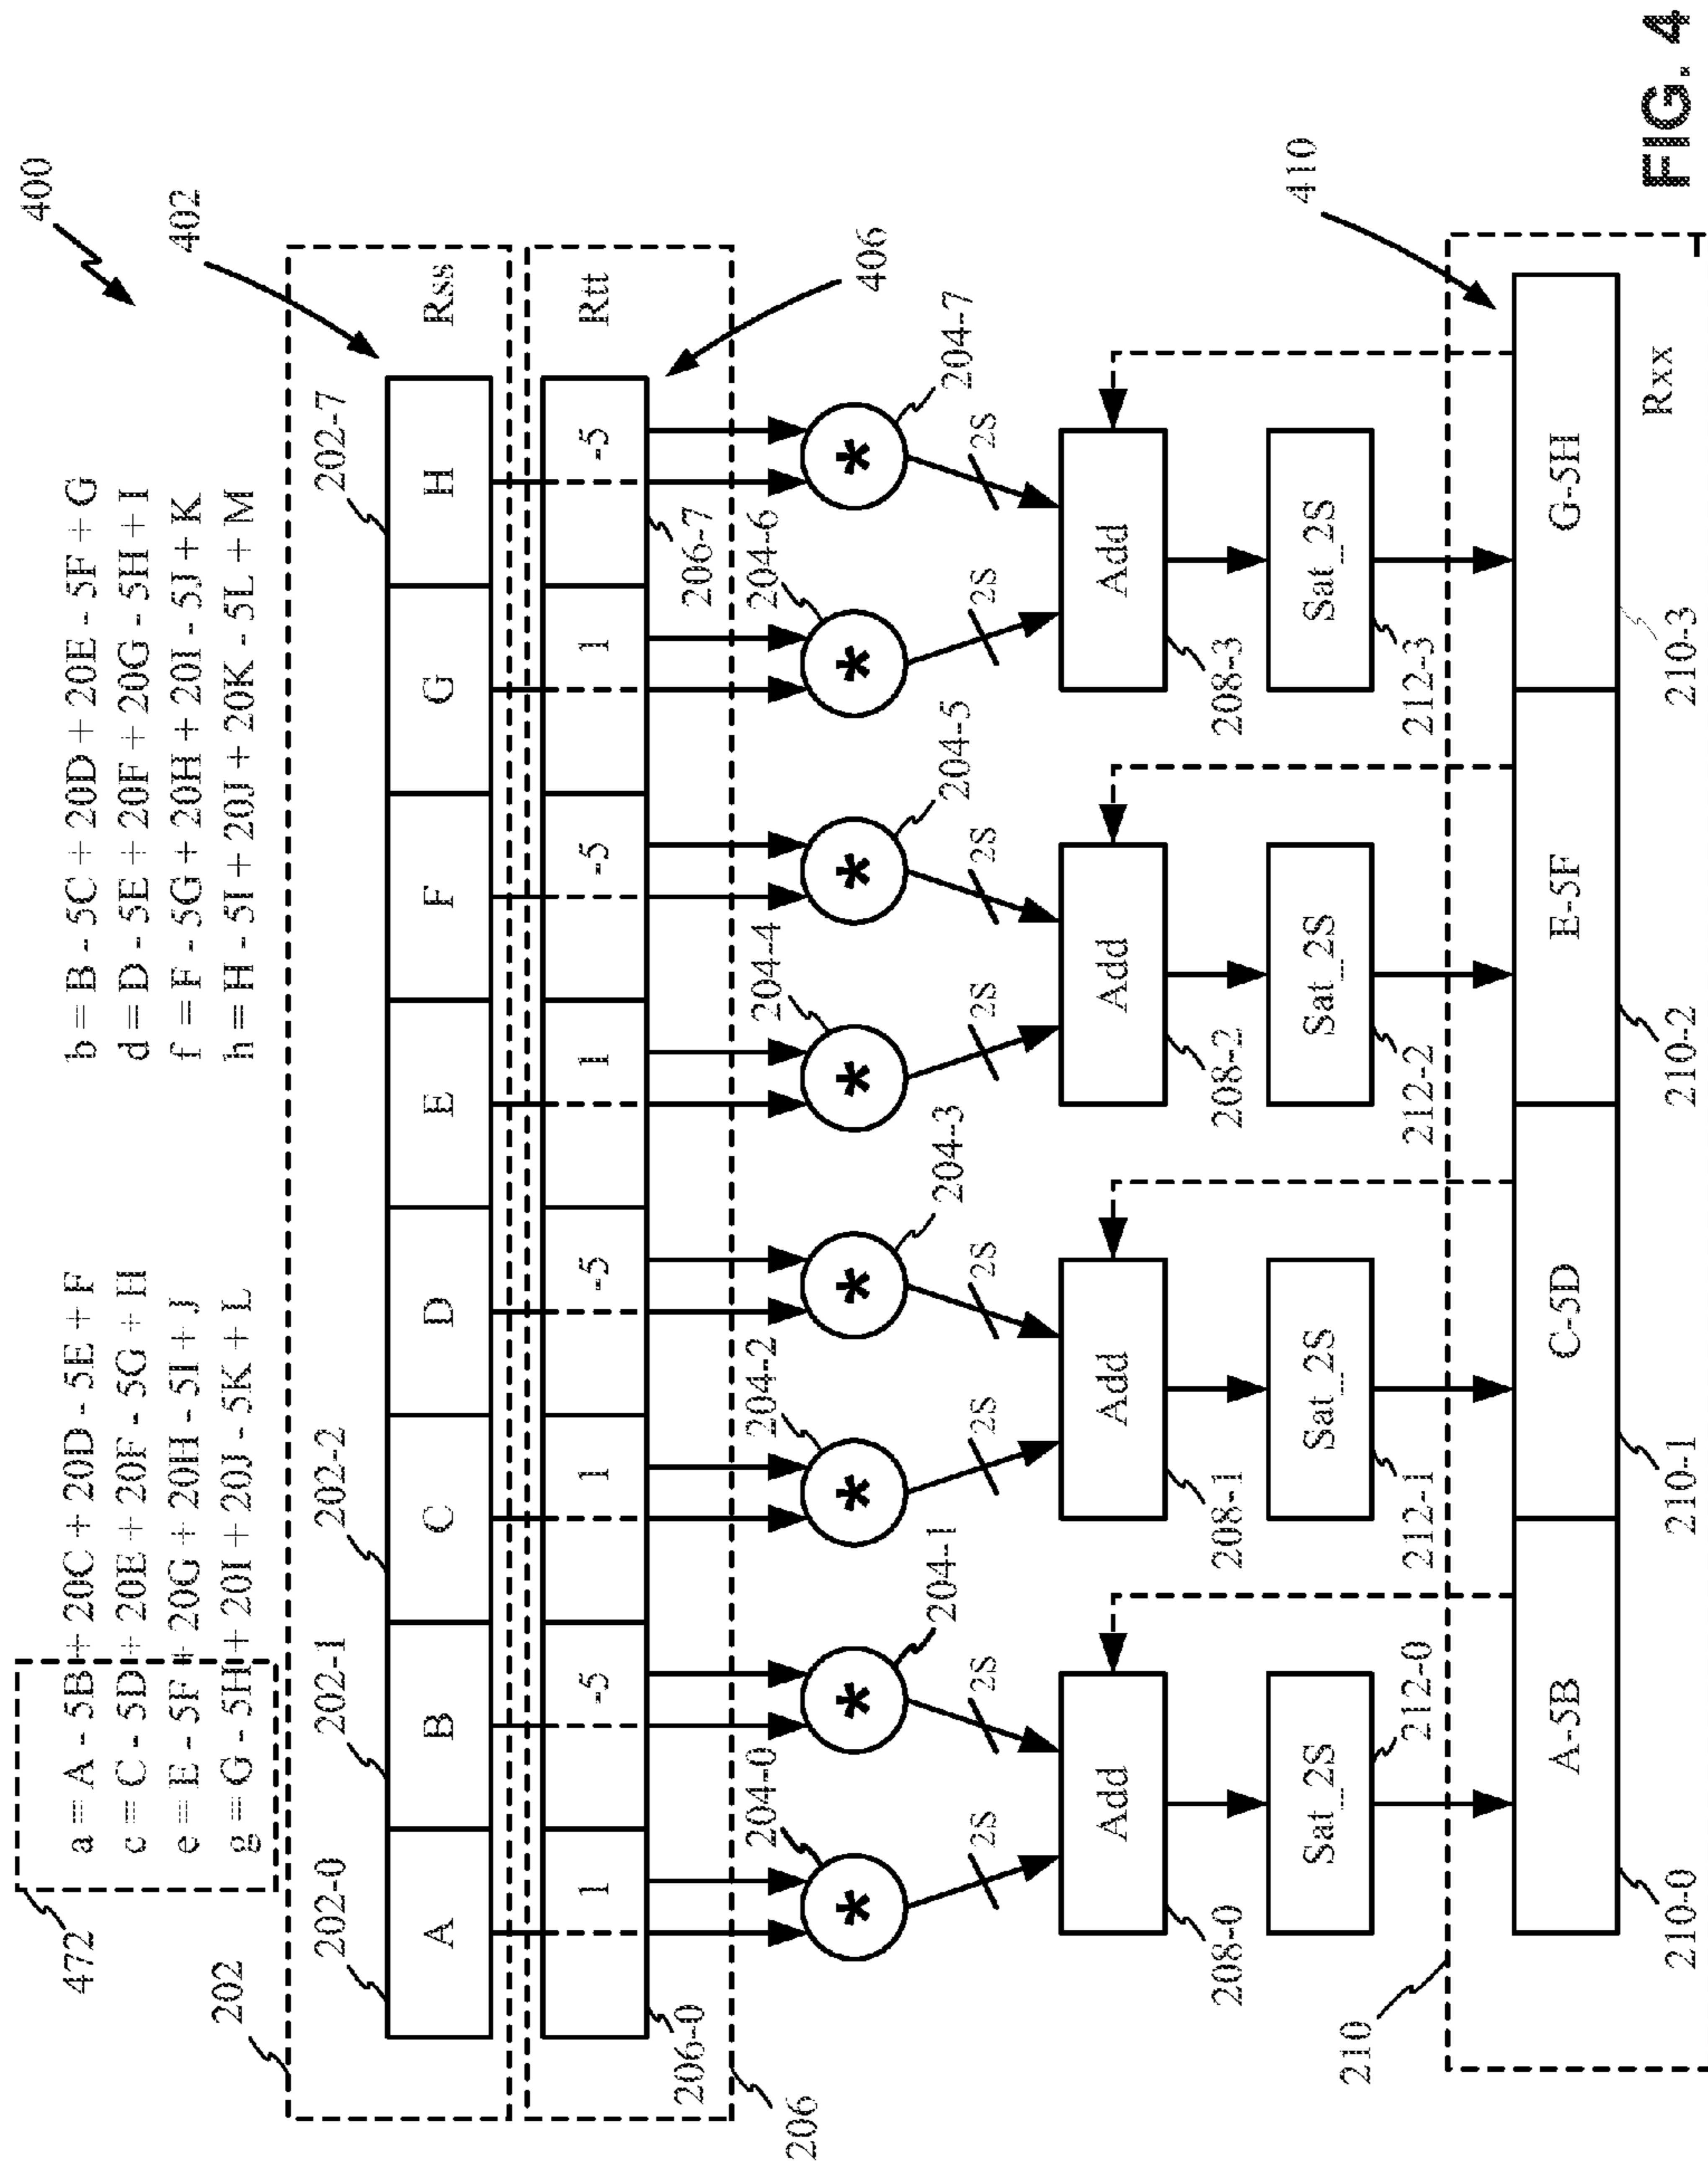 400
472
a = A - 5B + 20C + 20D - 5E + F
b = B - 5C + 20D + 20E - 5F + G
c = C - 5D + 20E + 20F - 5G + H
d = D - 5E + 20F + 20G - 5H + I
e = E - 5F + 20G + 20H - 5I + J
f = F - 5G + 20H + 20I - 5J + K
g = G - 5H + 20I + 20J - 5K + L
h = H - 5I + 20J + 20K - 5L + M
202
402
202-0 202-1 202-2 202-7
A B C D E F G H Rss
1 -5 1 -5 1 -5 1 -5 Rtt
206-0 206-7
206 406
204-0 204-1 204-2 204-3 204-4 204-5 204-6 204-7
* * * * * * * *
2S 2S 2S 2S 2S 2S 2S 2S
Add Add Add Add
208-0 208-1 208-2 208-3
Sat_2S Sat_2S Sat_2S Sat_2S
212-0 212-1 212-2 212-3
210 410
A-5B C-5D E-5F G-5H
Rxx
210-0 210-1 210-2 210-3
FIG. 4